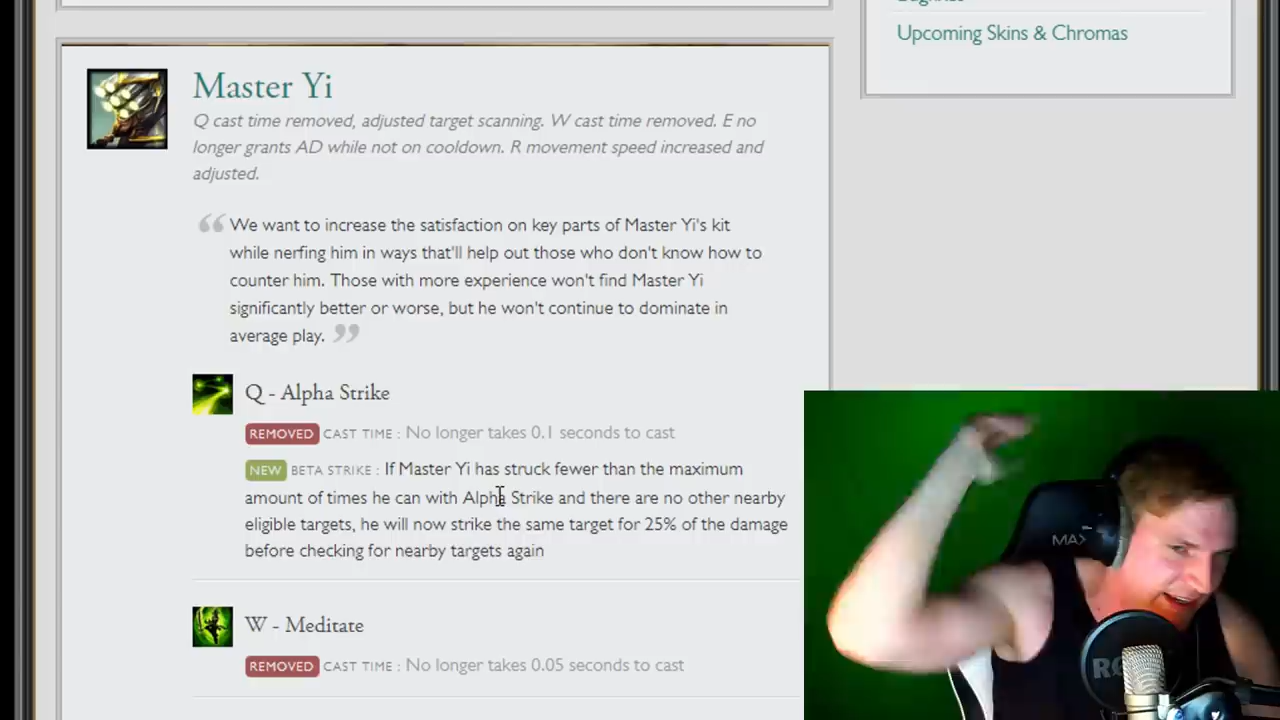 Upcoming Skins & Chromas
Master Yi
Q cast time removed, adjusted target scanning. W cast time removed. E no
longer grants AD while not on cooldown. R movement speed increased and
adjusted.
We want to increase the satisfaction on key parts of Master Yi's kit
while nerfing him in ways that'll help out those who don't know how to
counter him. Those with more experience won't find Master Yi
significantly better or worse, but he won't continue to dominate in
average play.
Q - Alpha Strike
REMOVED CAST TIME : No longer takes 0.1 seconds to cast
NEW BETA STRIKE : If Master Yi has struck fewer than the maximum
amount of times he can with Alpha Strike and there are no other nearby
eligible targets, he will now strike the same target for 25% of the damage
before checking for nearby targets again
W - Meditate
REMOVED CAST TIME : No longer takes 0.05 seconds to cast